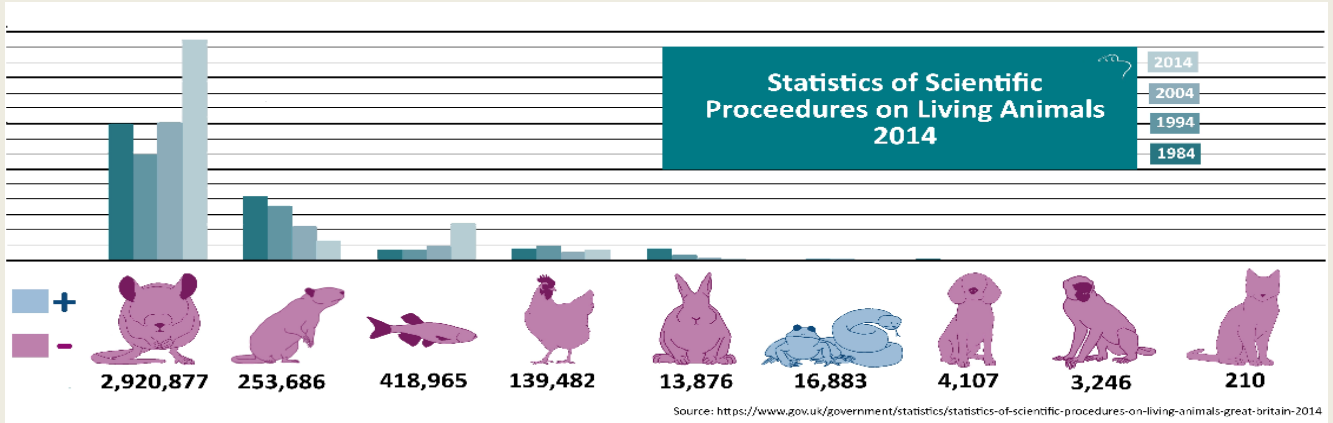 Statistics of Scientific
Proceedures on Living Animals
2014
2014
2004
1994
1984
+
-
2,920,877 253,686 418,965 139,482 13,876 16,883 4,107 3,246 210
Source: https://www.gov.uk/government/statistics/statistics-of-scientific-procedures-on-living-animals-great-britain-2014